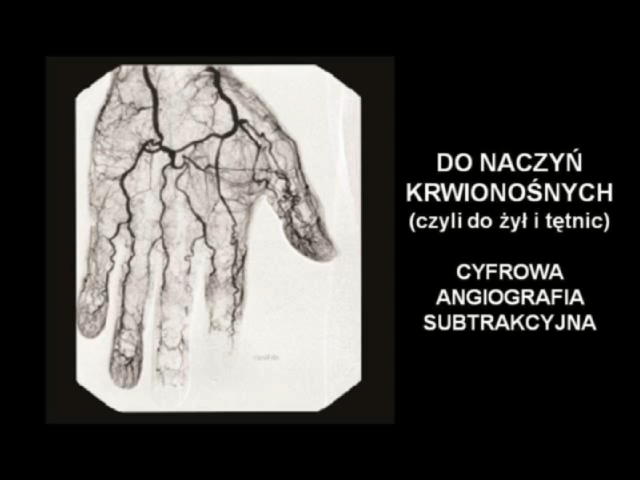 DO NACZYŃ
KRWIONOŚNYCH
(czyli do żył i tętnic)
CYFROWA
ANGIOGRAFIA
SUBTRAKCYJNA